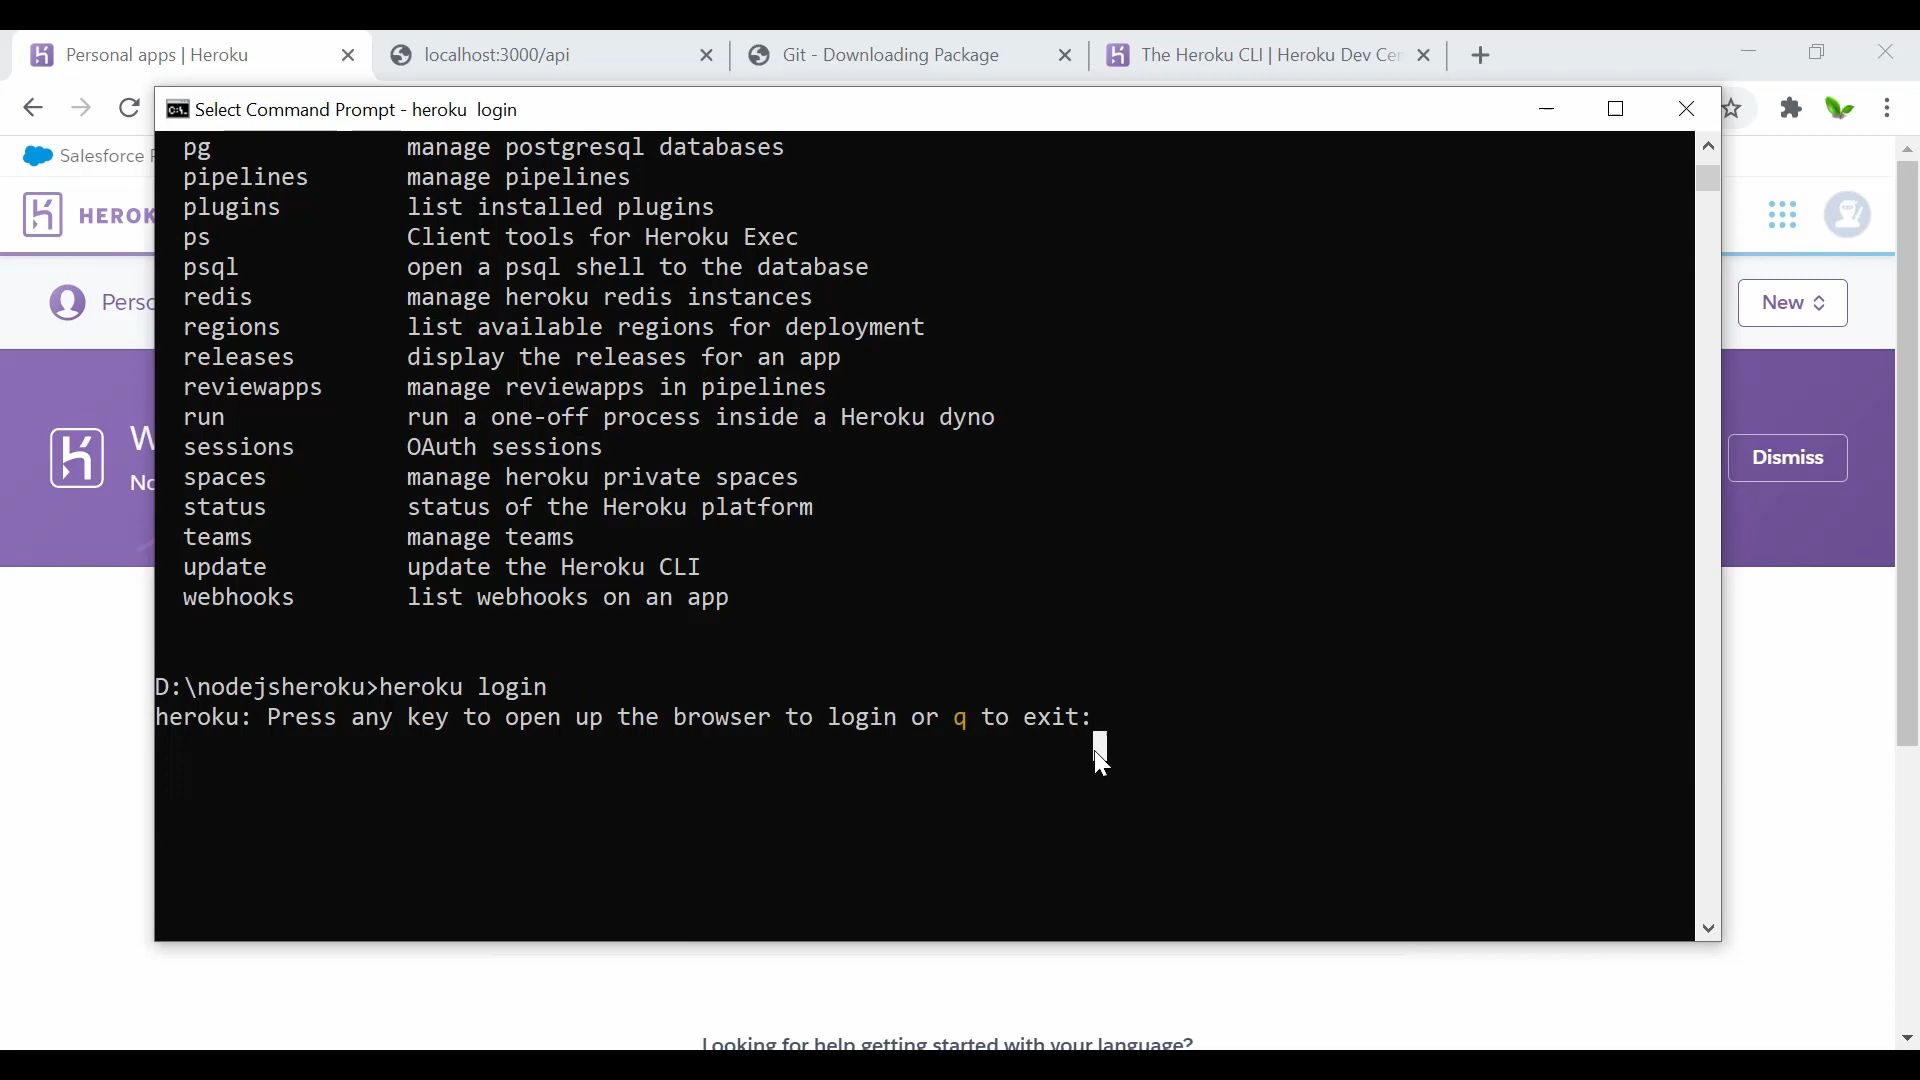 Personal apps | Heroku
localhost:3000/api
Git - Downloading Package
The Heroku CLI | Heroku Dev Cen
Select Command Prompt - heroku login
Salesforce
HEROK
Perso
New
W
No
Dismiss
pg manage postgresql databases
pipelines manage pipelines
plugins list installed plugins
ps Client tools for Heroku Exec
psql open a psql shell to the database
redis manage heroku redis instances
regions list available regions for deployment
releases display the releases for an app
reviewapps manage reviewapps in pipelines
run run a one-off process inside a Heroku dyno
sessions OAuth sessions
spaces manage heroku private spaces
status status of the Heroku platform
teams manage teams
update update the Heroku CLI
webhooks list webhooks on an app
D:\nodejsheroku>heroku login
heroku: Press any key to open up the browser to login or q to exit:
Looking for help getting started with your language?